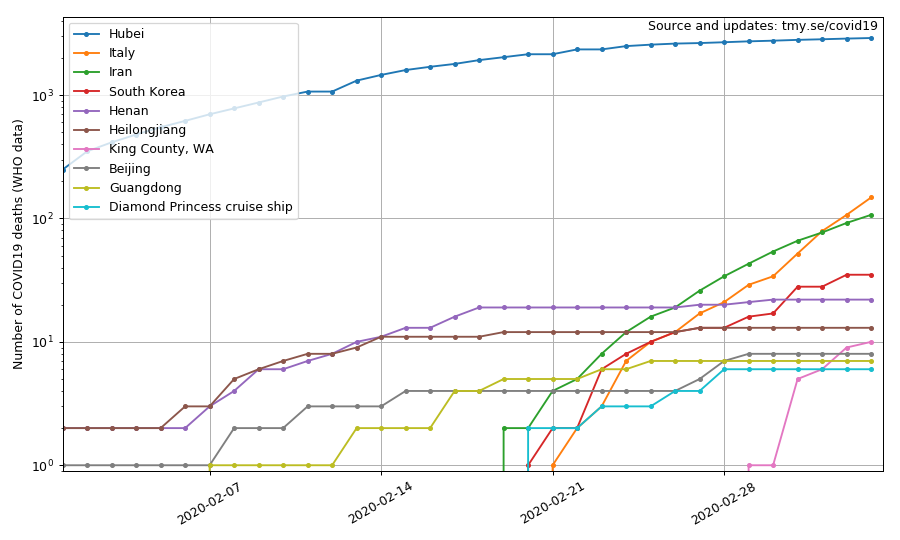 Source and updates: tmy.se/covid19
Hubei
Italy
Iran
South Korea
Henan
Heilongjiang
King County, WA
Beijing
Guangdong
Diamond Princess cruise ship
Number of COVID19 deaths (WHO data)
10³
10²
10¹
10⁰
2020-02-07
2020-02-14
2020-02-21
2020-02-28